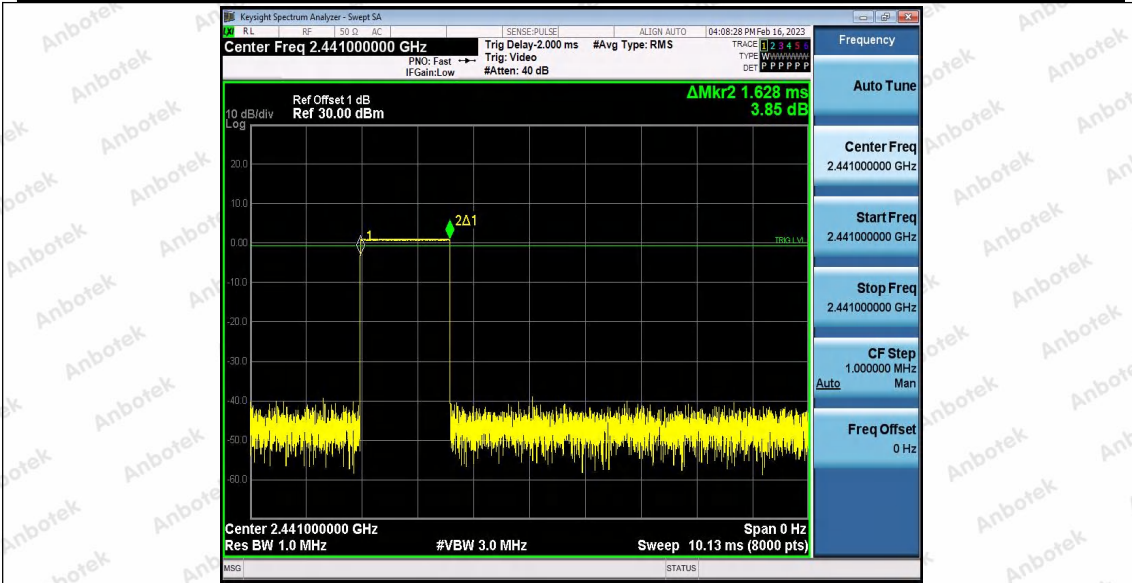 Keysight Spectrum Analyzer - Swept SA
RL RF 50 Ω AC SENSE:PULSE ALIGN AUTO 04:08:28 PM Feb 16, 2023
Center Freq 2.441000000 GHz
PNO: Fast
IFGain:Low
Trig Delay-2.000 ms
Trig: Video
#Atten: 40 dB
#Avg Type: RMS
TRACE 1 2 3 4 5 6
TYPE W
DET P P P P P P
ΔMkr2 1.628 ms
3.85 dB
Ref Offset 1 dB
10 dB/div Ref 30.00 dBm
Log
20.0
10.0
0.00
-10.0
-20.0
-30.0
-40.0
-50.0
-60.0
1
2Δ1
TRIG LVL
Center 2.441000000 GHz Span 0 Hz
Res BW 1.0 MHz #VBW 3.0 MHz Sweep 10.13 ms (8000 pts)
MSG STATUS
Frequency
Auto Tune
Center Freq
2.441000000 GHz
Start Freq
2.441000000 GHz
Stop Freq
2.441000000 GHz
CF Step
1.000000 MHz
Auto Man
Freq Offset
0 Hz
Anbotek